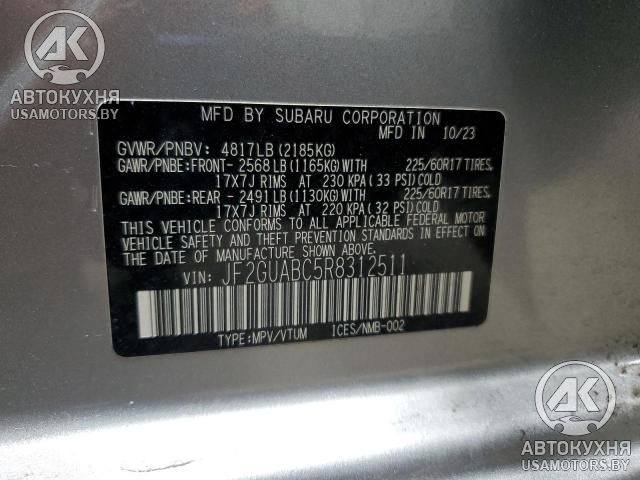 AK
АВТОКУХНЯ
USAMOTORS.BY
MFD BY SUBARU CORPORATION
MFD IN 10/23
GVWR/PNBV: 4817LB (2185KG)
GAWR/PNBE:FRONT- 2568LB (1165KG)WITH 225/60R17 TIRES,
17X7J RIMS AT 230 KPA ( 33 PSI)COLD
GAWR/PNBE:REAR - 2491LB (1130KG)WITH 225/60R17 TIRES,
17X7J RIMS AT 220 KPA ( 32 PSI)COLD
THIS VEHICLE CONFORMS TO ALL APPLICABLE FEDERAL MOTOR
VEHICLE SAFETY AND THEFT PREVENTION STANDARDS IN EFFECT ON
THE DATE OF MANUFACTURE SHOWN ABOVE.
VIN: JF2GUABC5R8312511
TYPE:MPV/VTUM ICES/NMB-002
AK
АВТОКУХНЯ
USAMOTORS.BY